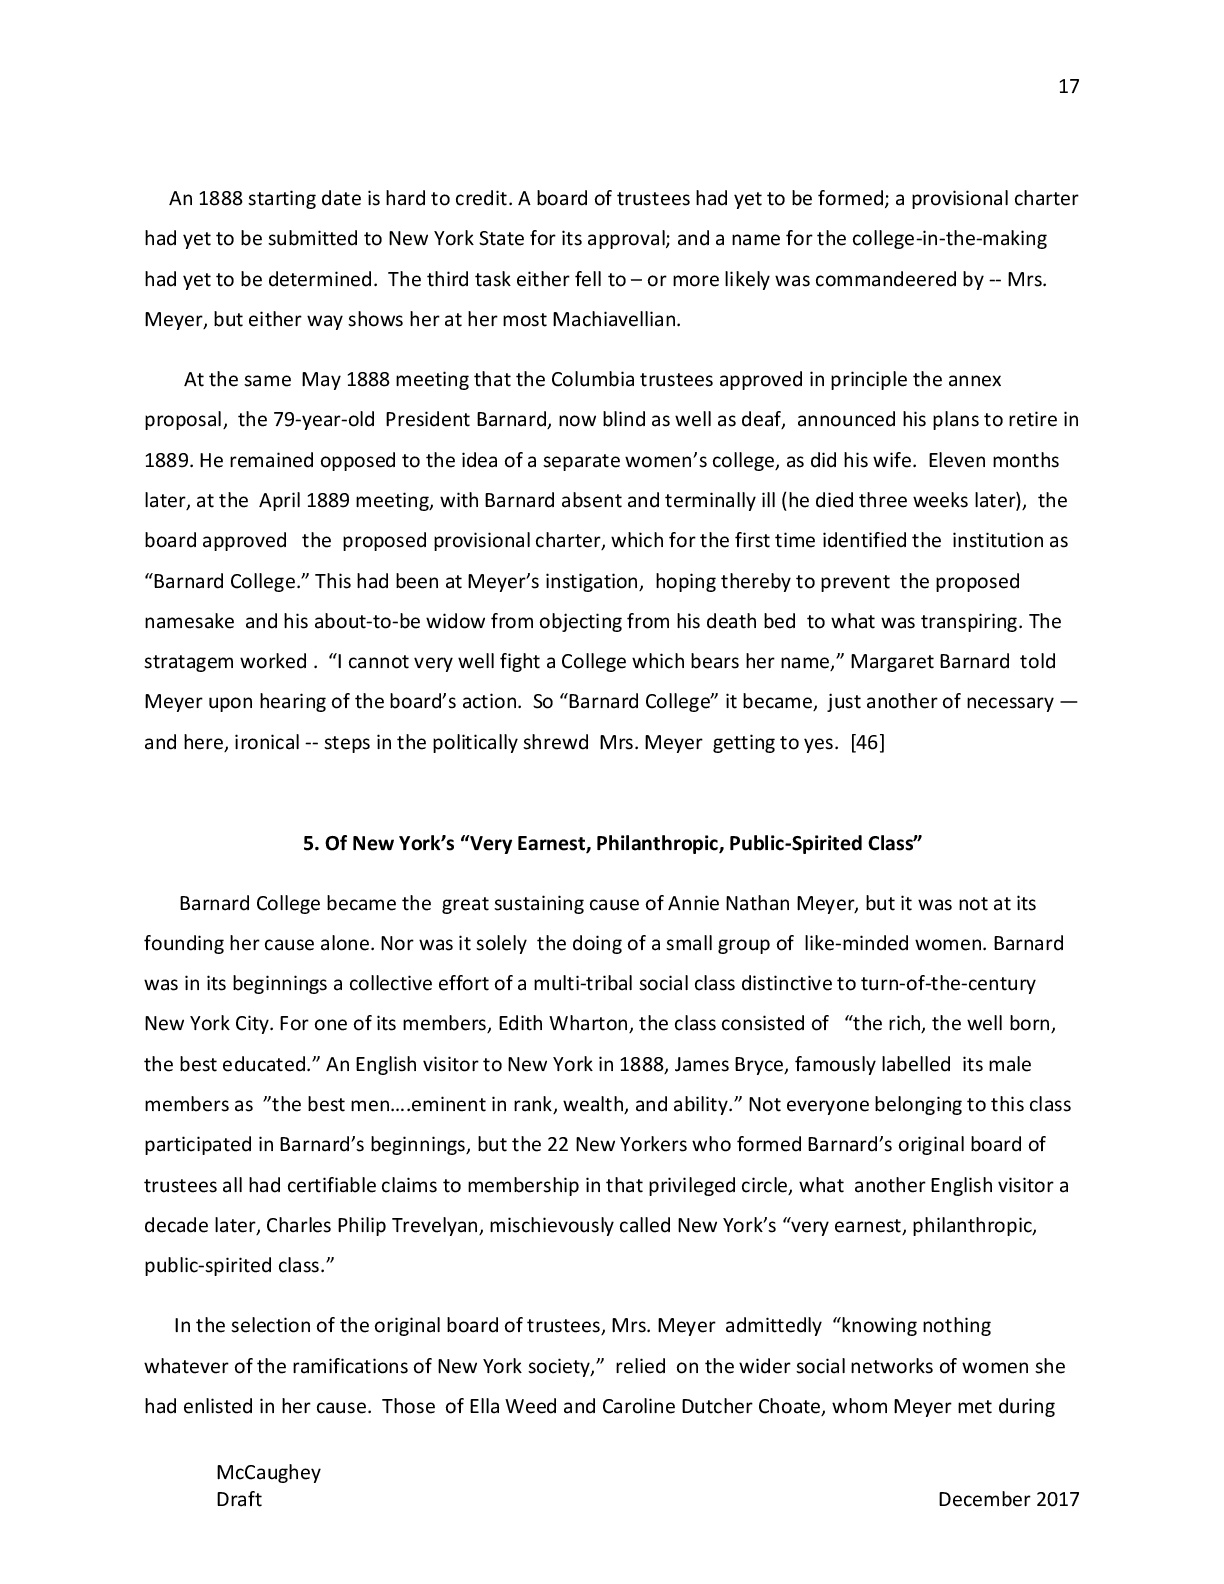 17
An 1888 starting date is hard to credit. A board of trustees had yet to be formed; a provisional charter
had yet to be submitted to New York State for its approval; and a name for the college-in-the-making
had yet to be determined.  The third task either fell to – or more likely was commandeered by -- Mrs.
Meyer, but either way shows her at her most Machiavellian.
At the same  May 1888 meeting that the Columbia trustees approved in principle the annex
proposal,  the 79-year-old  President Barnard, now blind as well as deaf,  announced his plans to retire in
1889. He remained opposed to the idea of a separate women’s college, as did his wife.  Eleven months
later, at the  April 1889 meeting, with Barnard absent and terminally ill (he died three weeks later),  the
board approved   the  proposed provisional charter, which for the first time identified the  institution as
“Barnard College.” This had been at Meyer’s instigation,  hoping thereby to prevent  the proposed
namesake  and his about-to-be widow from objecting from his death bed  to what was transpiring. The
stratagem worked .  “I cannot very well fight a College which bears her name,” Margaret Barnard  told
Meyer upon hearing of the board’s action.  So “Barnard College” it became,  just another of necessary —
and here, ironical -- steps in the politically shrewd  Mrs. Meyer  getting to yes.  [46]
5. Of New York’s “Very Earnest, Philanthropic, Public-Spirited Class”
Barnard College became the  great sustaining cause of Annie Nathan Meyer, but it was not at its
founding her cause alone. Nor was it solely  the doing of a small group of  like-minded women. Barnard
was in its beginnings a collective effort of a multi-tribal social class distinctive to turn-of-the-century
New York City. For one of its members, Edith Wharton, the class consisted of   “the rich, the well born,
the best educated.” An English visitor to New York in 1888, James Bryce, famously labelled  its male
members as  ”the best men….eminent in rank, wealth, and ability.” Not everyone belonging to this class
participated in Barnard’s beginnings, but the 22 New Yorkers who formed Barnard’s original board of
trustees all had certifiable claims to membership in that privileged circle, what  another English visitor a
decade later, Charles Philip Trevelyan, mischievously called New York’s “very earnest, philanthropic,
public-spirited class.”
In the selection of the original board of trustees, Mrs. Meyer  admittedly  “knowing nothing
whatever of the ramifications of New York society,”  relied  on the wider social networks of women she
had enlisted in her cause.  Those  of Ella Weed and Caroline Dutcher Choate, whom Meyer met during
McCaughey
Draft December 2017